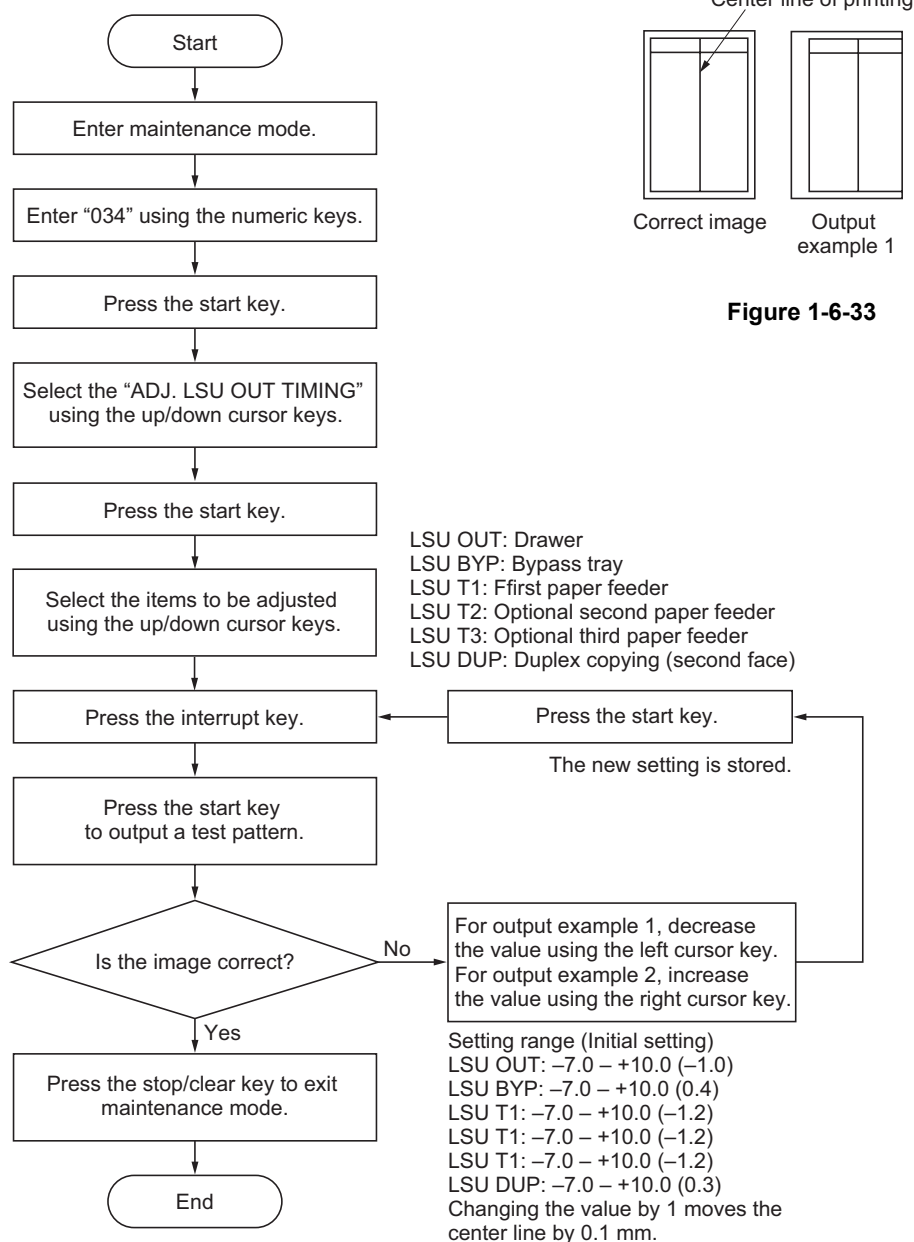 Center line of printing
Start
Enter maintenance mode.
Enter “034” using the numeric keys.
Press the start key.
Select the “ADJ. LSU OUT TIMING”
using the up/down cursor keys.
Press the start key.
Select the items to be adjusted
using the up/down cursor keys.
Press the interrupt key.
Press the start key
to output a test pattern.
Is the image correct?
No
Yes
Press the stop/clear key to exit
maintenance mode.
End
Correct image
Output
example 1
Figure 1-6-33
LSU OUT: Drawer
LSU BYP: Bypass tray
LSU T1: Ffirst paper feeder
LSU T2: Optional second paper feeder
LSU T3: Optional third paper feeder
LSU DUP: Duplex copying (second face)
Press the start key.
The new setting is stored.
For output example 1, decrease
the value using the left cursor key.
For output example 2, increase
the value using the right cursor key.
Setting range (Initial setting)
LSU OUT: –7.0 – +10.0 (–1.0)
LSU BYP: –7.0 – +10.0 (0.4)
LSU T1: –7.0 – +10.0 (–1.2)
LSU T1: –7.0 – +10.0 (–1.2)
LSU T1: –7.0 – +10.0 (–1.2)
LSU DUP: –7.0 – +10.0 (0.3)
Changing the value by 1 moves the
center line by 0.1 mm.